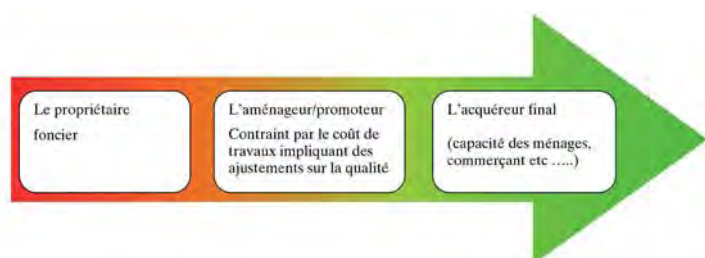 Le propriétaire
foncier
L'aménageur/promoteur
Contraint par le coût de
travaux impliquant des
ajustements sur la qualité
L'acquéreur final
(capacité des ménages,
commerçant etc …..)